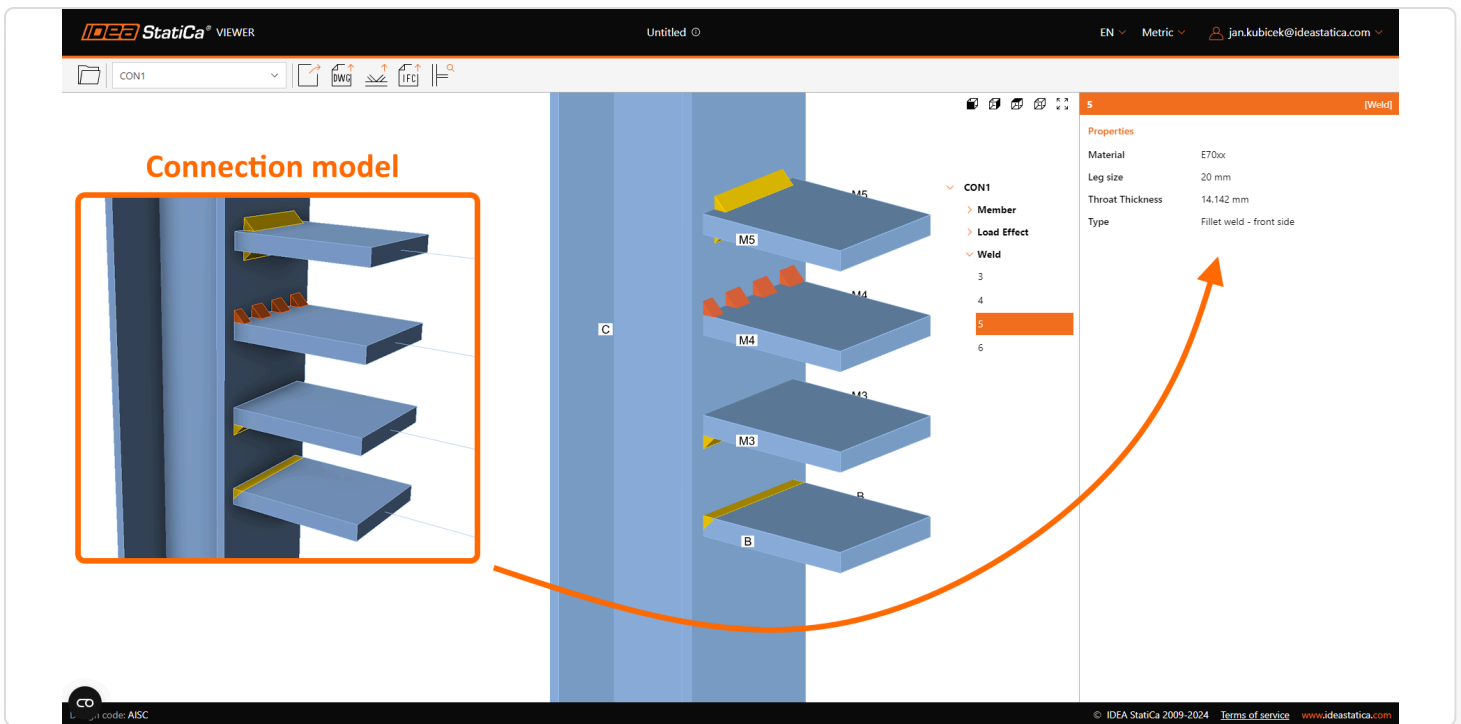 IDEA StatiCa® VIEWER
Untitled
EN
Metric
jan.kubicek@ideastatica.com
CON1
DWG
IFC
5 [Weld]
Properties
Material E70xx
Leg size 20 mm
Throat Thickness 14.142 mm
Type Fillet weld - front side
Connection model
CON1
Member
Load Effect
Weld
3
4
5
6
M5
M5
M4
C
M4
M3
M3
B
B
code: AISC
© IDEA StatiCa 2009-2024 Terms of service www.ideastatica.com